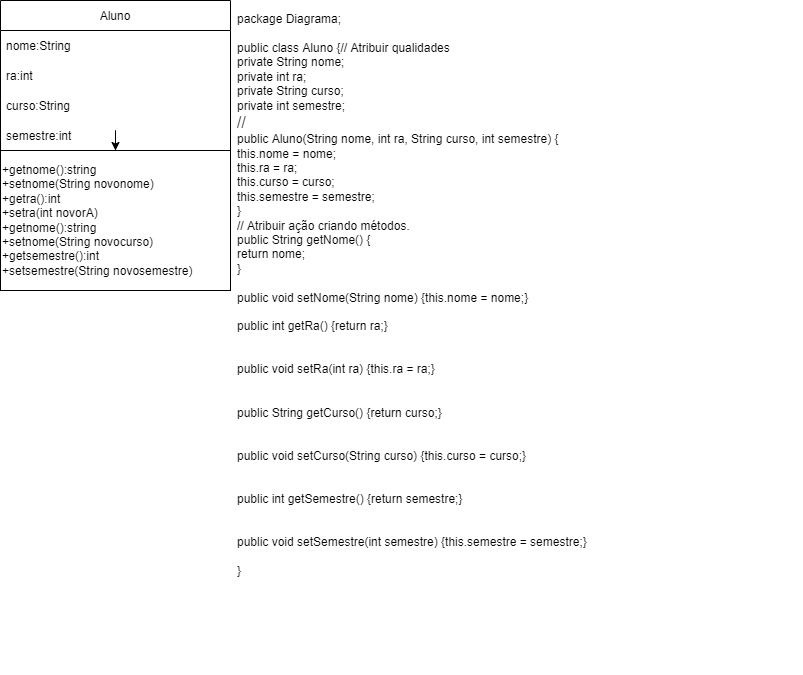 Aluno
nome:String
ra:int
curso:String
semestre:int
+getnome():string
+setnome(String novonome)
+getra():int
+setra(int novorA)
+getnome():string
+setnome(String novocurso)
+getsemestre():int
+setsemestre(String novosemestre)
package Diagrama;
public class Aluno {// Atribuir qualidades
private String nome;
private int ra;
private String curso;
private int semestre;
//
public Aluno(String nome, int ra, String curso, int semestre) {
this.nome = nome;
this.ra = ra;
this.curso = curso;
this.semestre = semestre;
}
// Atribuir ação criando métodos.
public String getNome() {
return nome;
}
public void setNome(String nome) {this.nome = nome;}
public int getRa() {return ra;}
public void setRa(int ra) {this.ra = ra;}
public String getCurso() {return curso;}
public void setCurso(String curso) {this.curso = curso;}
public int getSemestre() {return semestre;}
public void setSemestre(int semestre) {this.semestre = semestre;}
}